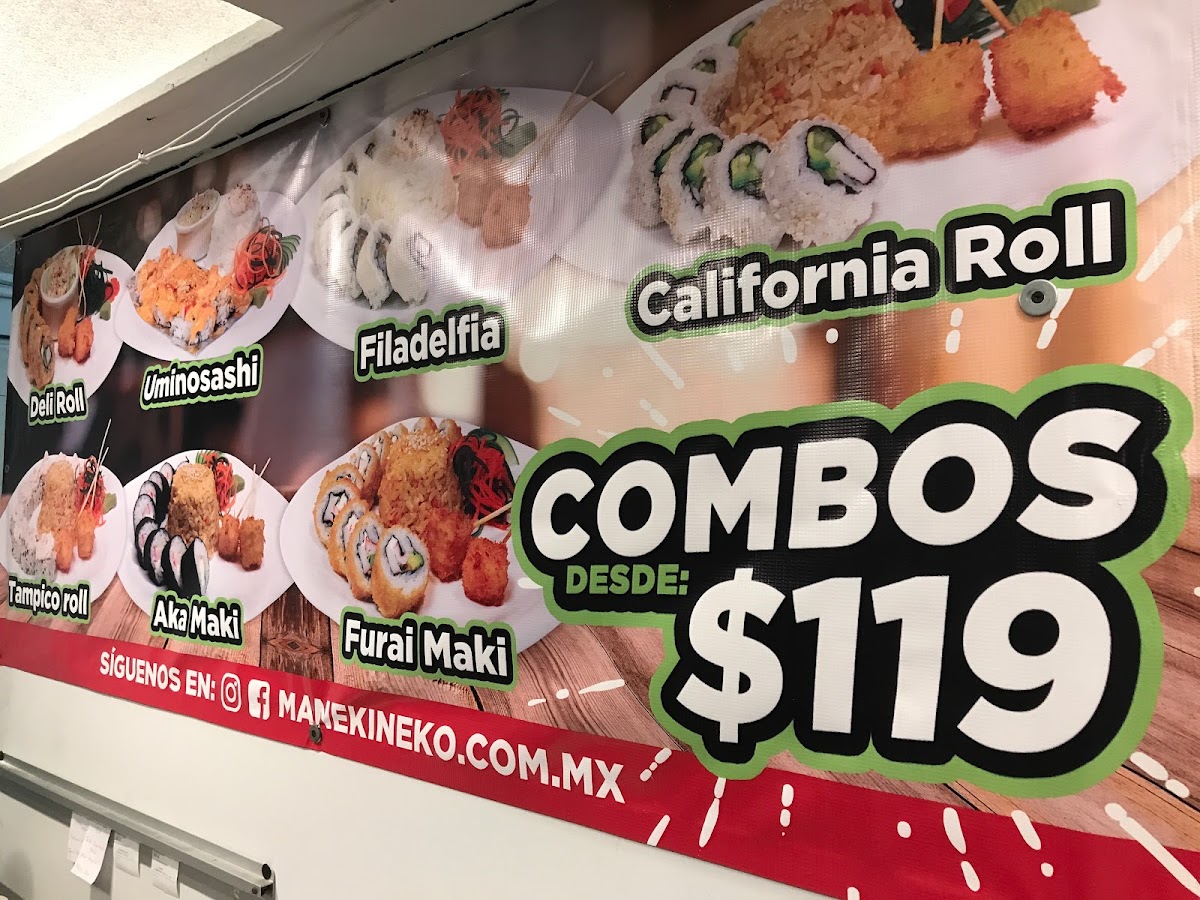 Deli Roll
Uminosashi
Filadelfia
California Roll
Tampico roll
Aka Maki
Furai Maki
COMBOS
DESDE:
$119
SÍGUENOS EN: MANEKINEKO.COM.MX